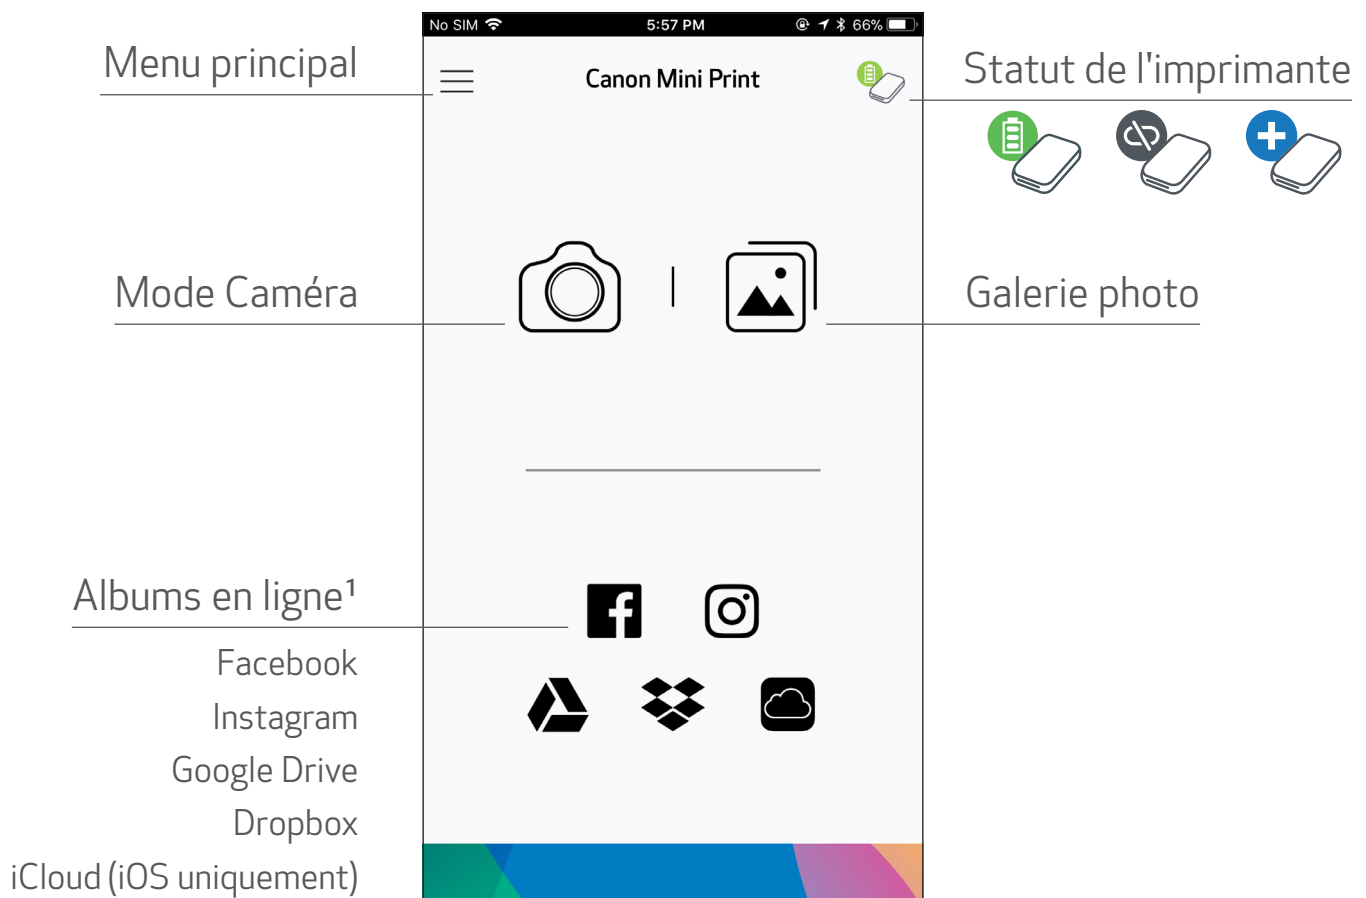 No SIM 5:57 PM 66%
Menu principal
Canon Mini Print
Statut de l'imprimante
Mode Caméra
Galerie photo
Albums en ligne¹
Facebook
Instagram
Google Drive
Dropbox
iCloud (iOS uniquement)